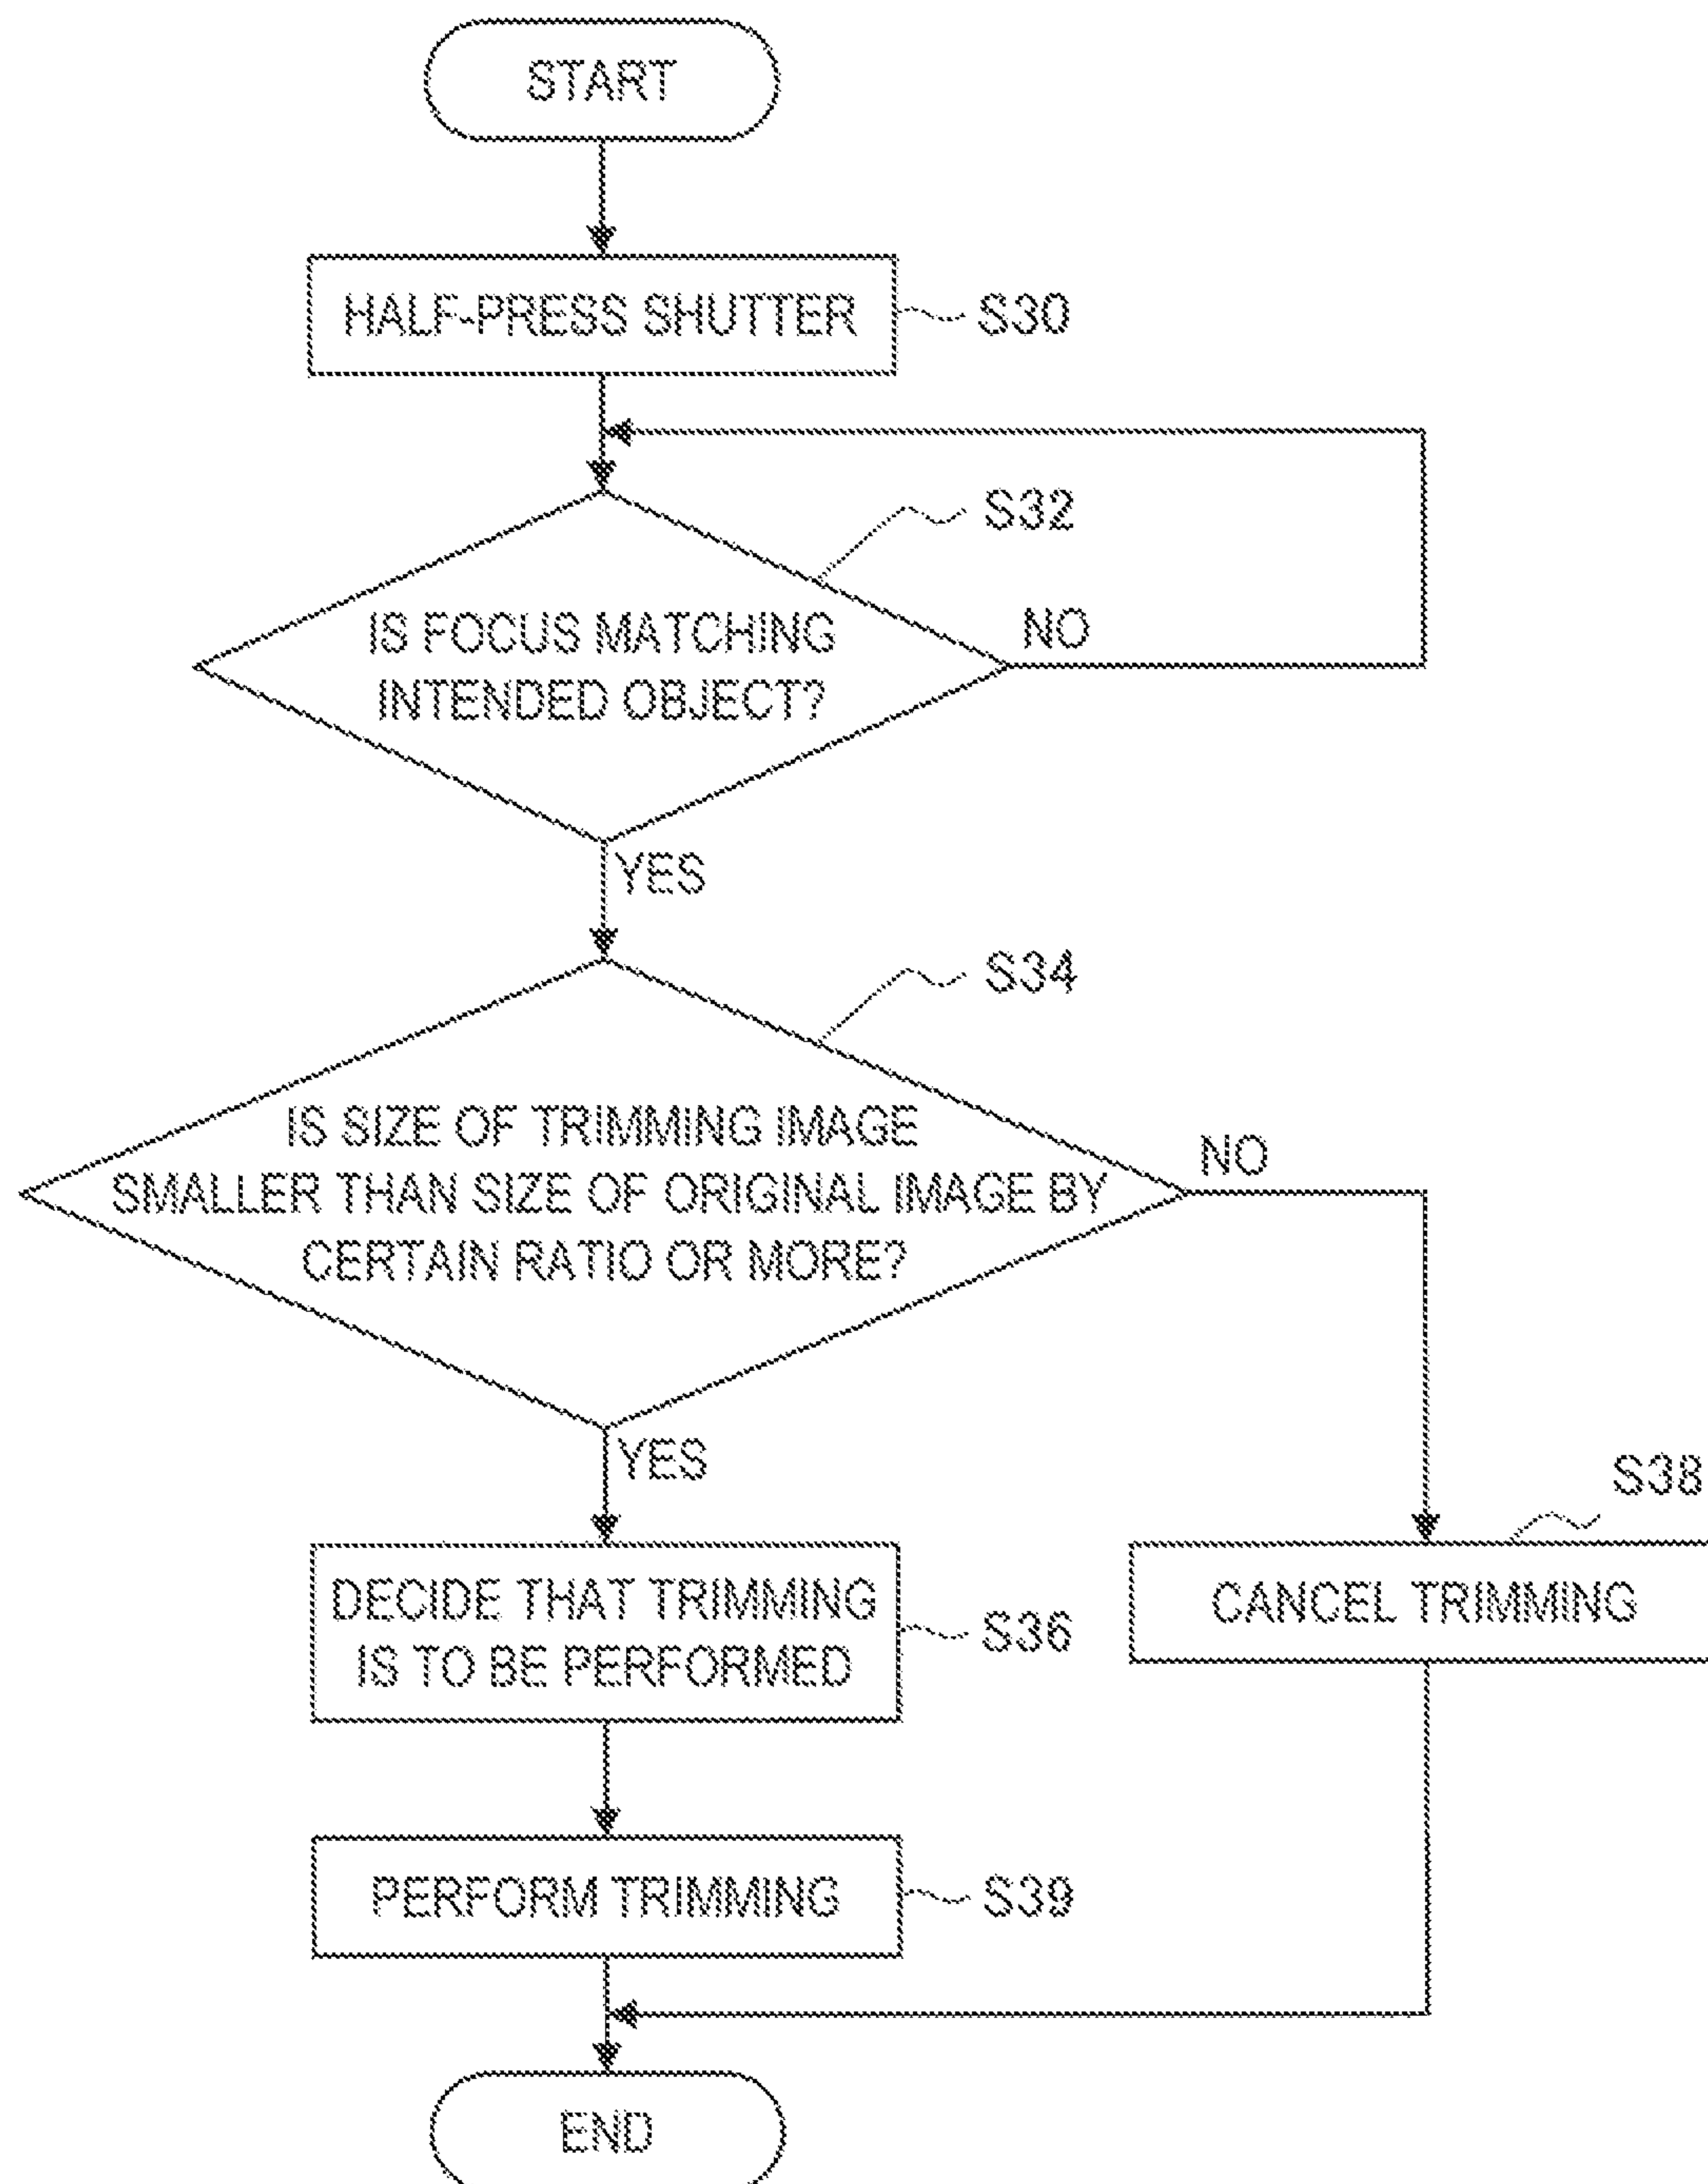 START
HALF-PRESS SHUTTER
S30
S32
IS FOCUS MATCHING
INTENDED OBJECT?
NO
YES
S34
IS SIZE OF TRIMMING IMAGE
SMALLER THAN SIZE OF ORIGINAL IMAGE BY
CERTAIN RATIO OR MORE?
NO
YES
S38
DECIDE THAT TRIMMING
IS TO BE PERFORMED
S36
CANCEL TRIMMING
PERFORM TRIMMING
S39
END